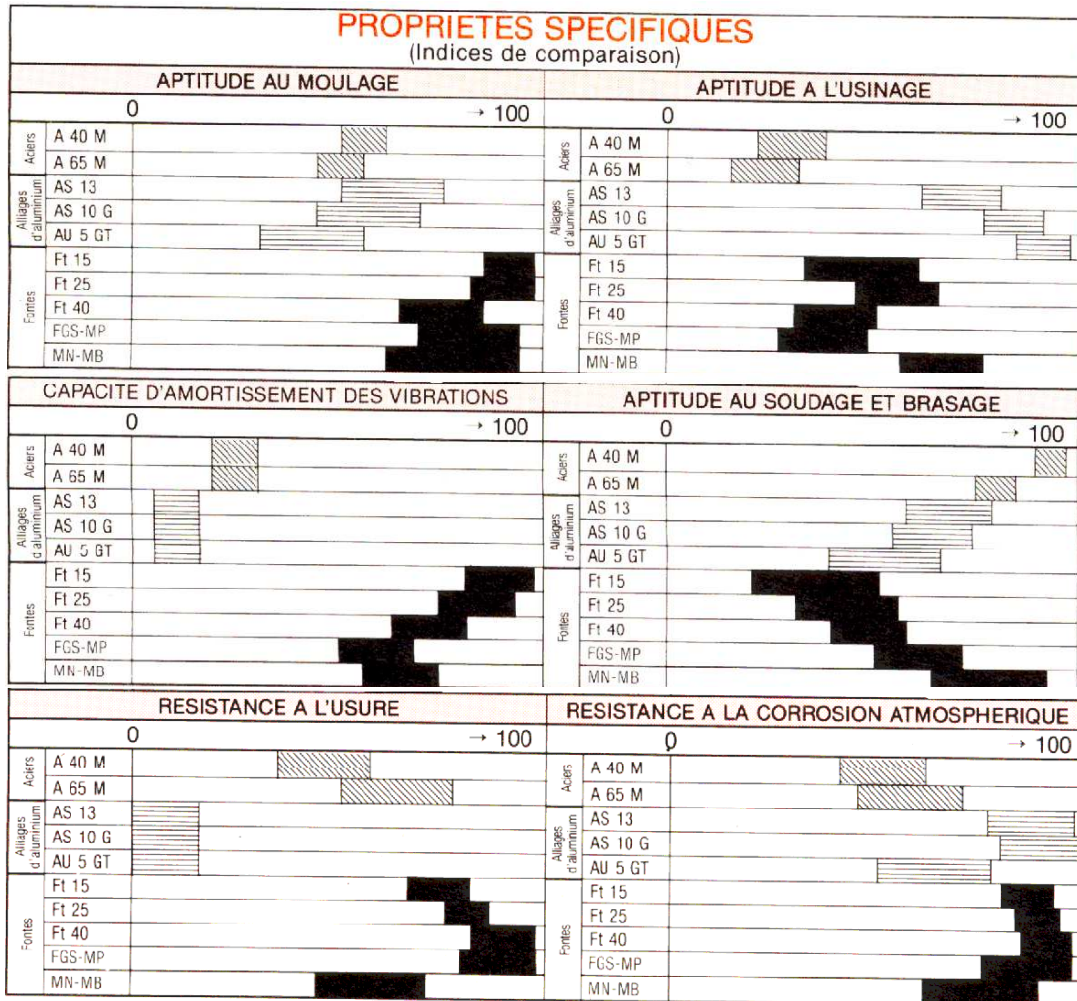 PROPRIETES SPECIFIQUES
(Indices de comparaison)
APTITUDE AU MOULAGE
0 → 100
Aciers
A 40 M
A 65 M
Alliages d'aluminium
AS 13
AS 10 G
AU 5 GT
Fontes
Ft 15
Ft 25
Ft 40
FGS-MP
MN-MB
APTITUDE A L'USINAGE
0 → 100
Aciers
A 40 M
A 65 M
Alliages d'aluminium
AS 13
AS 10 G
AU 5 GT
Fontes
Ft 15
Ft 25
Ft 40
FGS-MP
MN-MB
CAPACITE D'AMORTISSEMENT DES VIBRATIONS
0 → 100
Aciers
A 40 M
A 65 M
Alliages d'aluminium
AS 13
AS 10 G
AU 5 GT
Fontes
Ft 15
Ft 25
Ft 40
FGS-MP
MN-MB
APTITUDE AU SOUDAGE ET BRASAGE
0 → 100
Aciers
A 40 M
A 65 M
Alliages d'aluminium
AS 13
AS 10 G
AU 5 GT
Fontes
Ft 15
Ft 25
Ft 40
FGS-MP
MN-MB
RESISTANCE A L'USURE
0 → 100
Aciers
A 40 M
A 65 M
Alliages d'aluminium
AS 13
AS 10 G
AU 5 GT
Fontes
Ft 15
Ft 25
Ft 40
FGS-MP
MN-MB
RESISTANCE A LA CORROSION ATMOSPHERIQUE
0 → 100
Aciers
A 40 M
A 65 M
Alliages d'aluminium
AS 13
AS 10 G
AU 5 GT
Fontes
Ft 15
Ft 25
Ft 40
FGS-MP
MN-MB